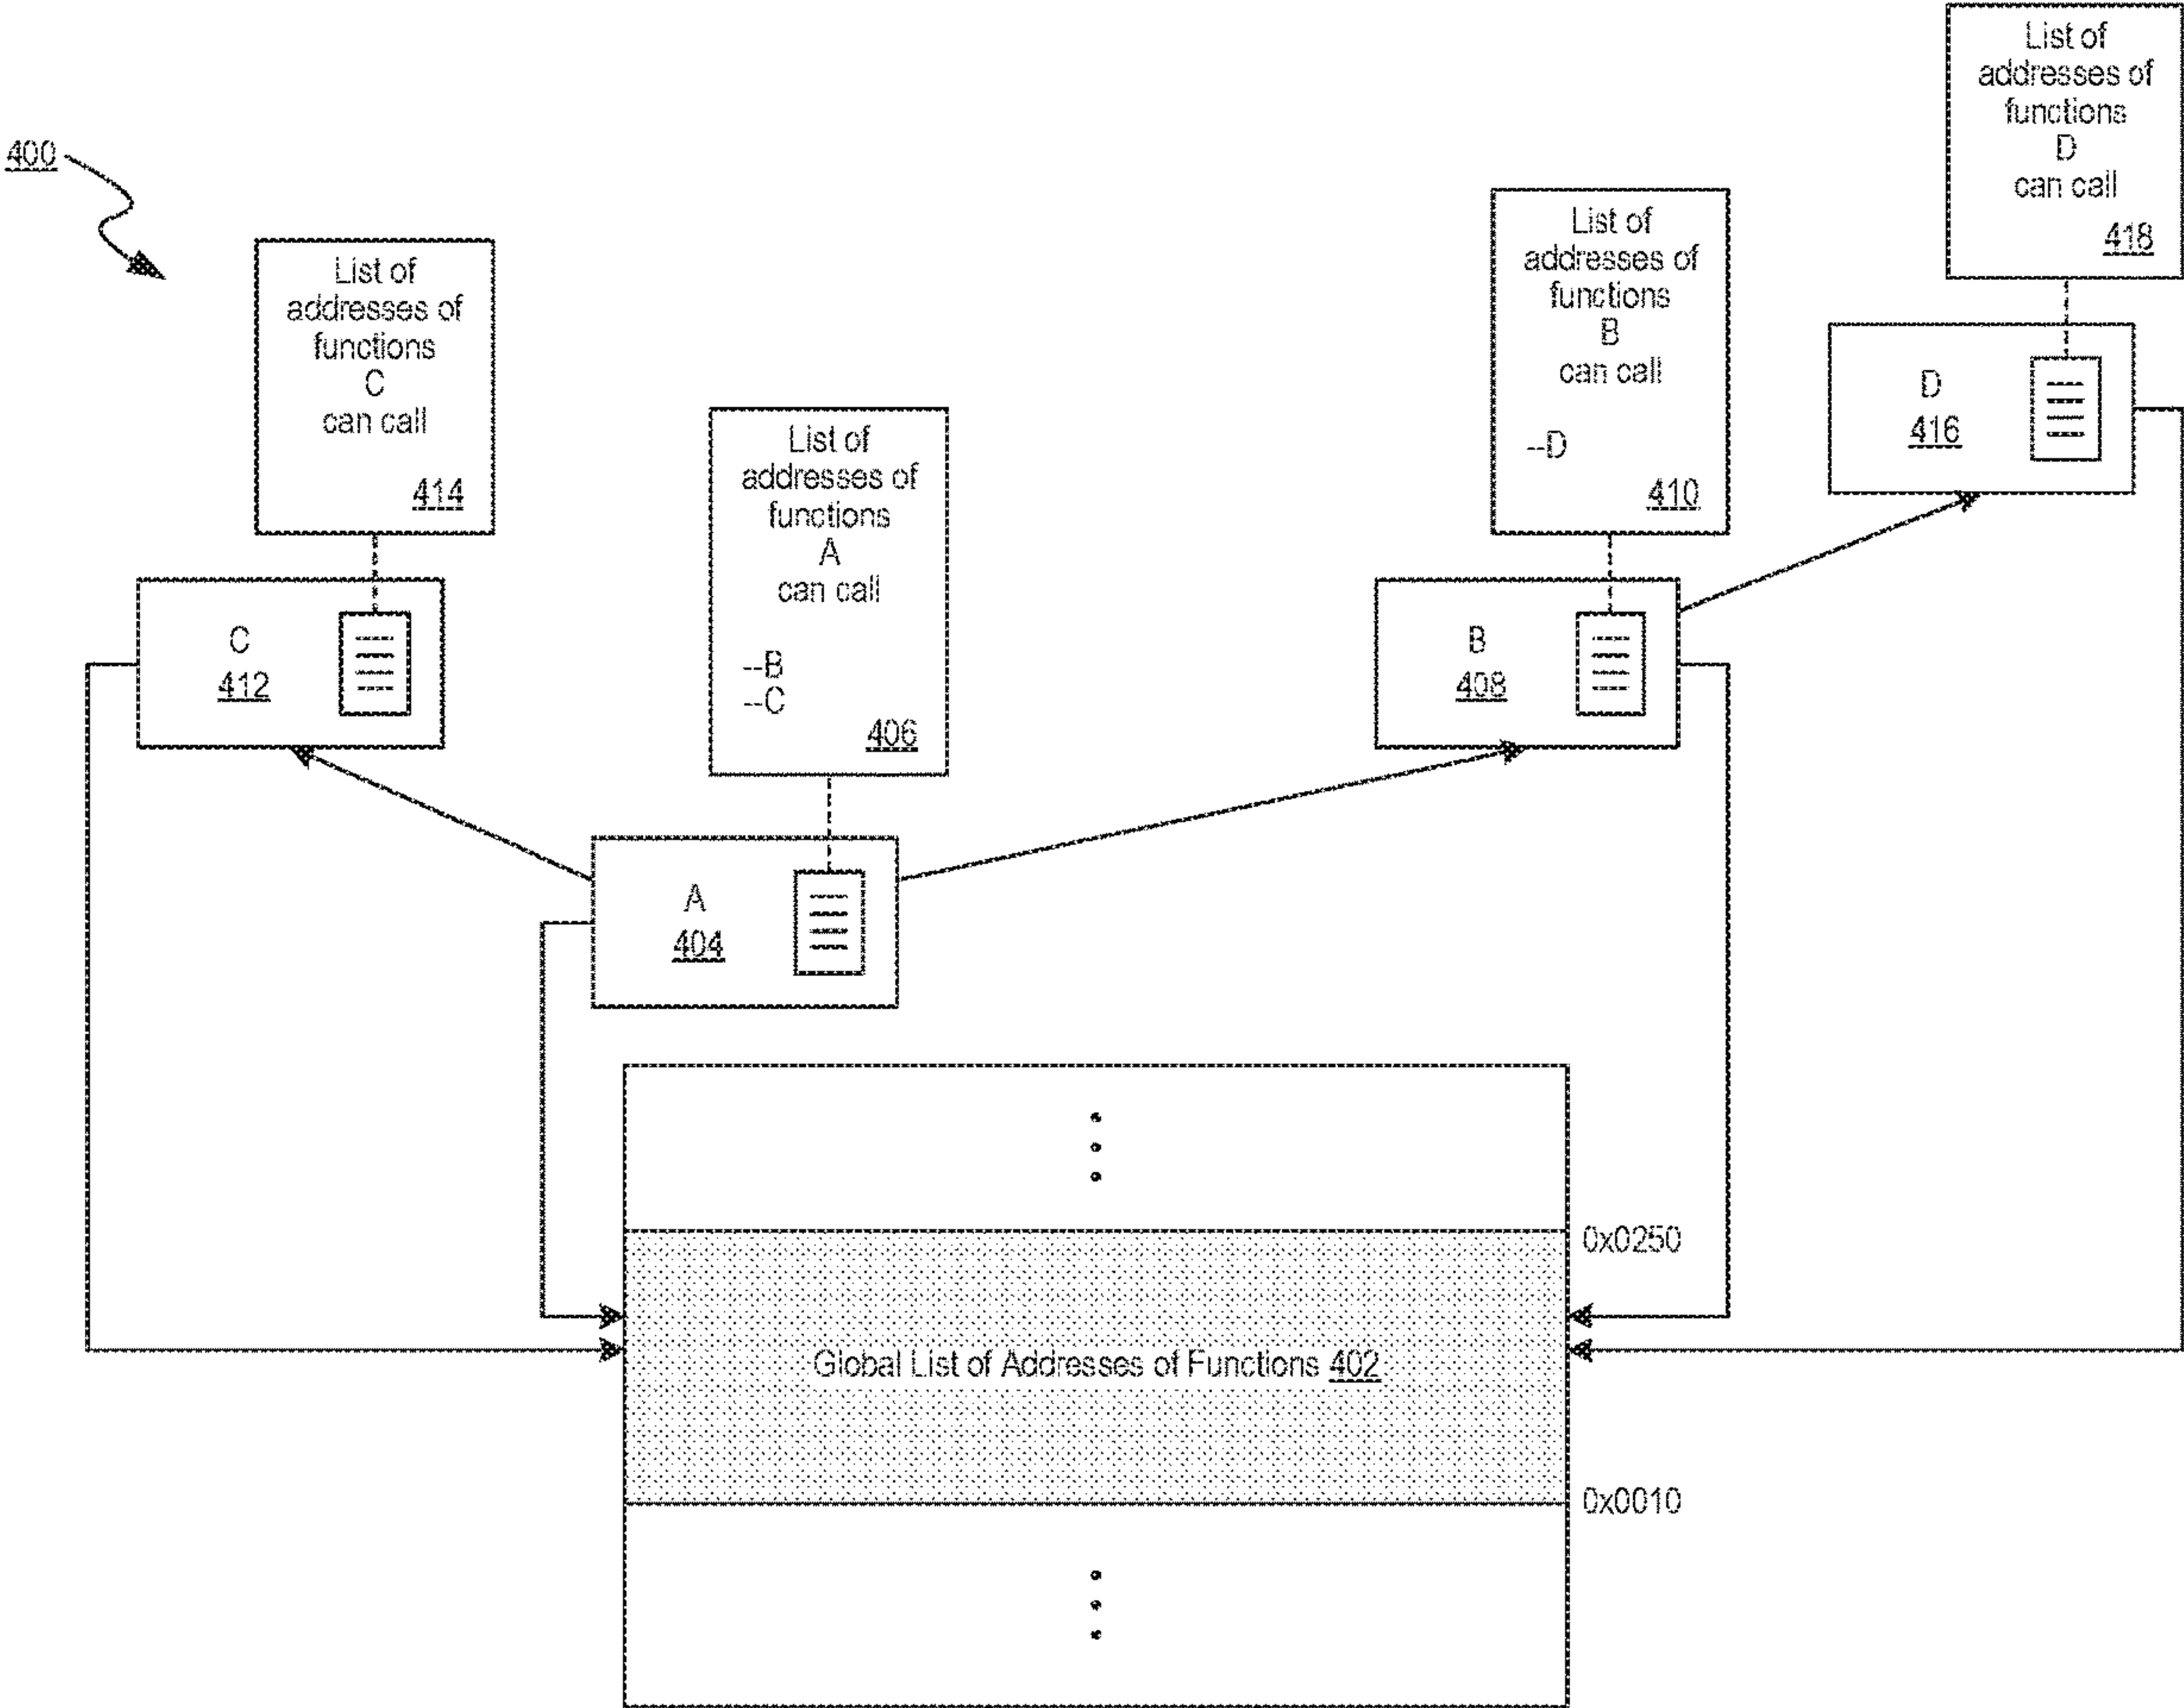 400
List of
addresses of
functions
D
can call
418
List of
addresses of
functions
B
can call
--D
410
List of
addresses of
functions
C
can call
414
D
416
List of
addresses of
functions
A
can call
--B
--C
406
C
412
B
408
A
404
0x0250
Global List of Addresses of Functions 402
0x0010